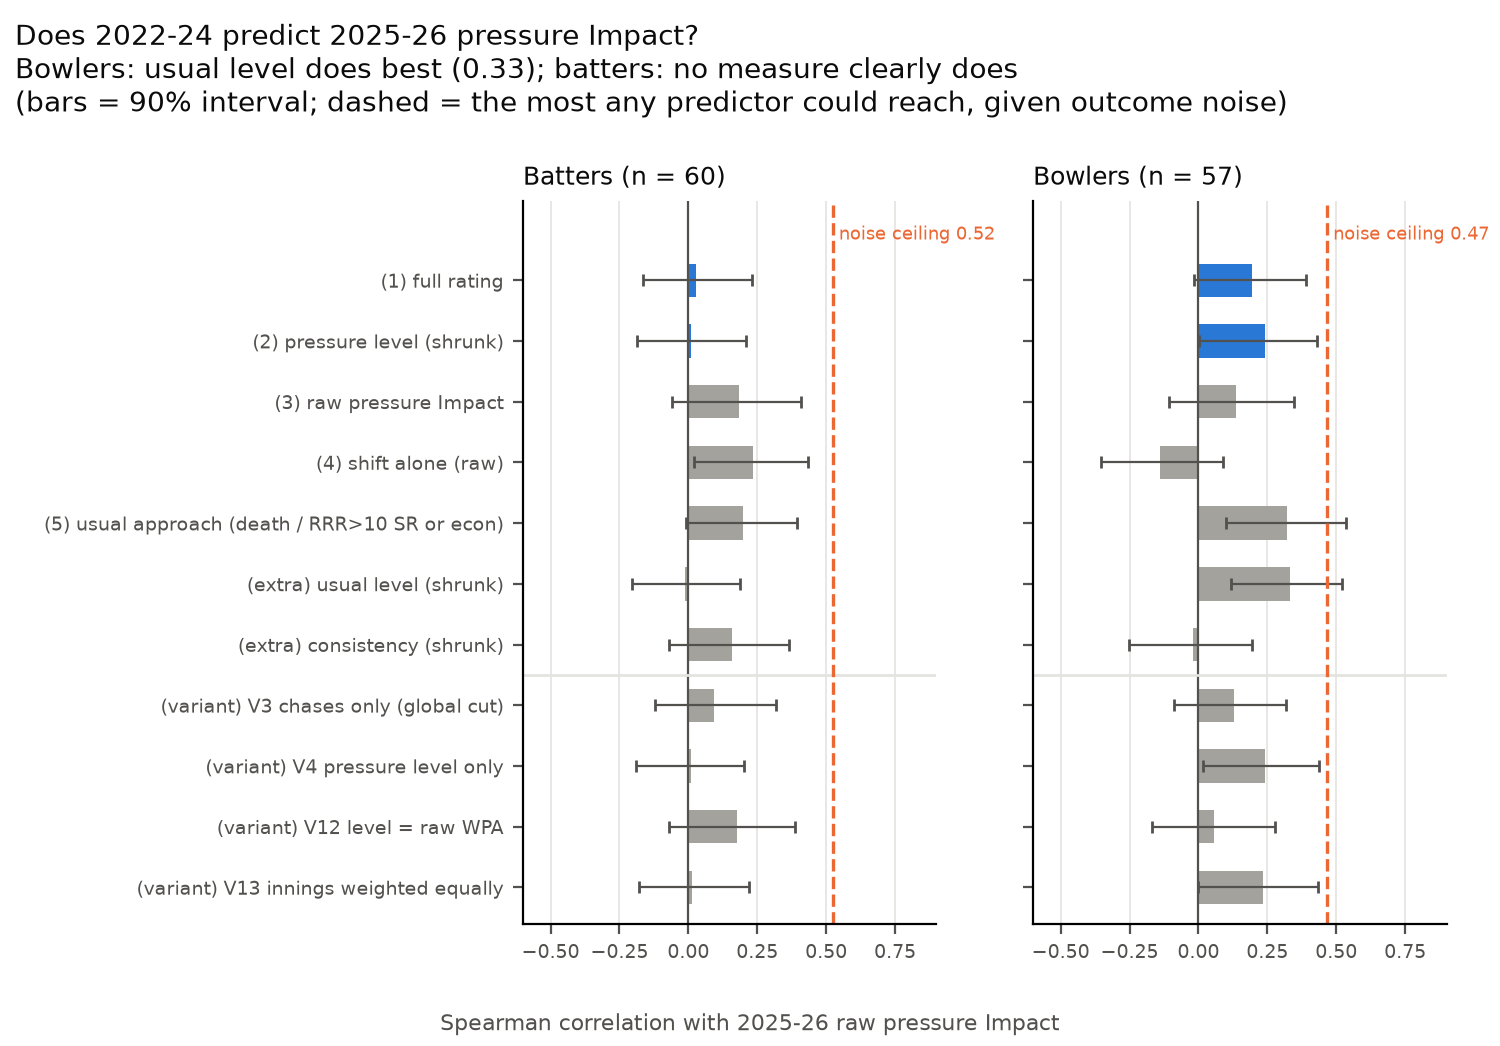 Does 2022-24 predict 2025-26 pressure Impact?
Bowlers: usual level does best (0.33); batters: no measure clearly does
(bars = 90% interval; dashed = the most any predictor could reach, given outcome noise)
Batters (n = 60)
Bowlers (n = 57)
noise ceiling 0.52
noise ceiling 0.47
(1) full rating
(2) pressure level (shrunk)
(3) raw pressure Impact
(4) shift alone (raw)
(5) usual approach (death / RRR>10 SR or econ)
(extra) usual level (shrunk)
(extra) consistency (shrunk)
(variant) V3 chases only (global cut)
(variant) V4 pressure level only
(variant) V12 level = raw WPA
(variant) V13 innings weighted equally
−0.50 −0.25 0.00 0.25 0.50 0.75
−0.50 −0.25 0.00 0.25 0.50 0.75
Spearman correlation with 2025-26 raw pressure Impact